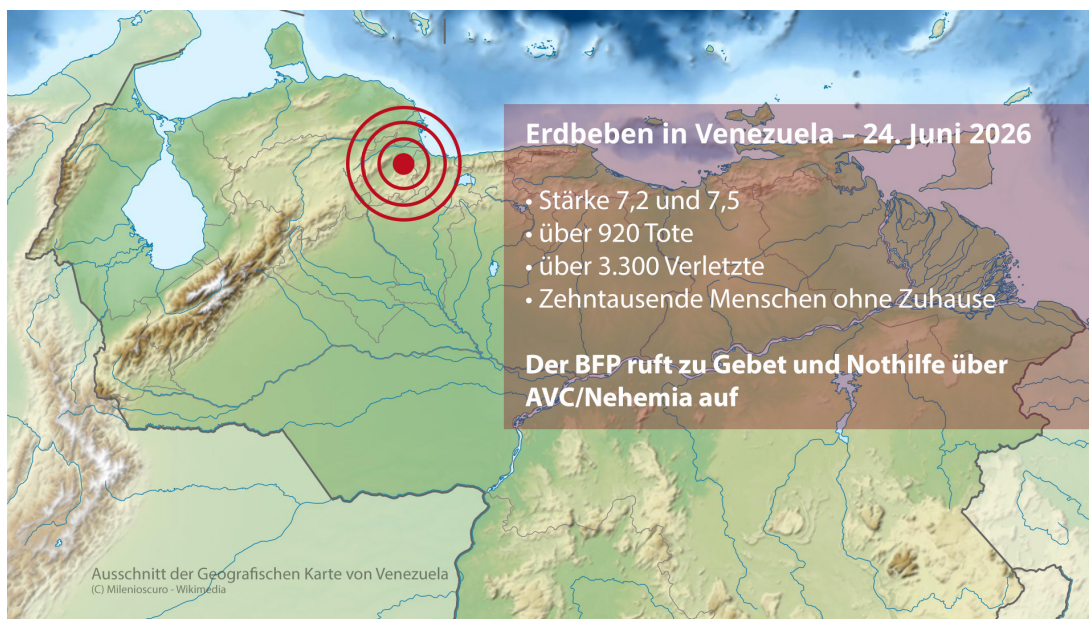 Erdbeben in Venezuela – 24. Juni 2026
• Stärke 7,2 und 7,5
• über 920 Tote
• über 3.300 Verletzte
• Zehntausende Menschen ohne Zuhause
Der BFP ruft zu Gebet und Nothilfe über
AVC/Nehemia auf
Ausschnitt der Geografischen Karte von Venezuela
(C) Milenioscuro - Wikimedia